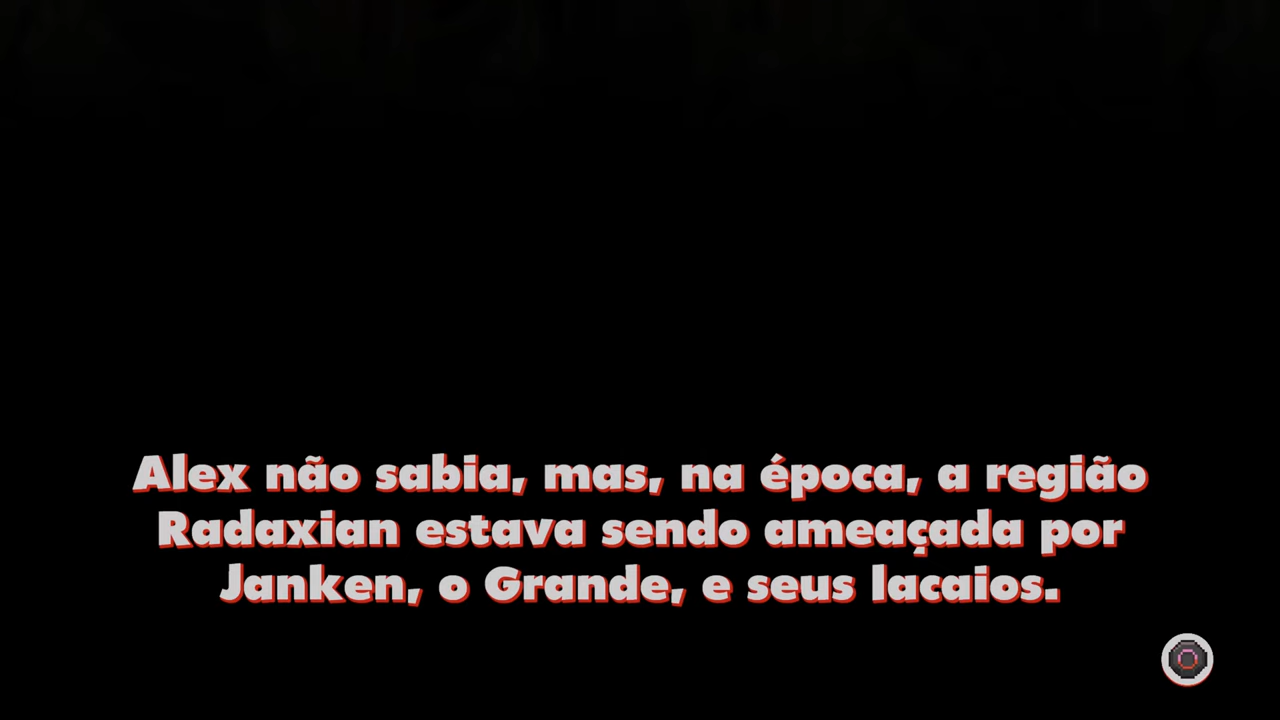 Alex não sabia, mas, na época, a região
Radaxian estava sendo ameaçada por
Janken, o Grande, e seus lacaios.